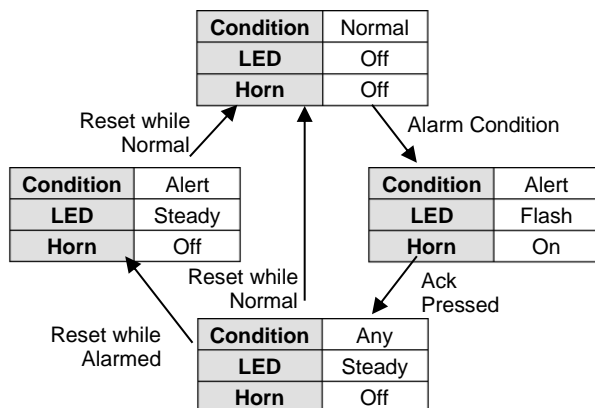 Condition Normal
LED Off
Horn Off
Reset while
Normal
Alarm Condition
Condition Alert
LED Steady
Horn Off
Condition Alert
LED Flash
Horn On
Reset while
Normal
Ack
Pressed
Reset while
Alarmed
Condition Any
LED Steady
Horn Off